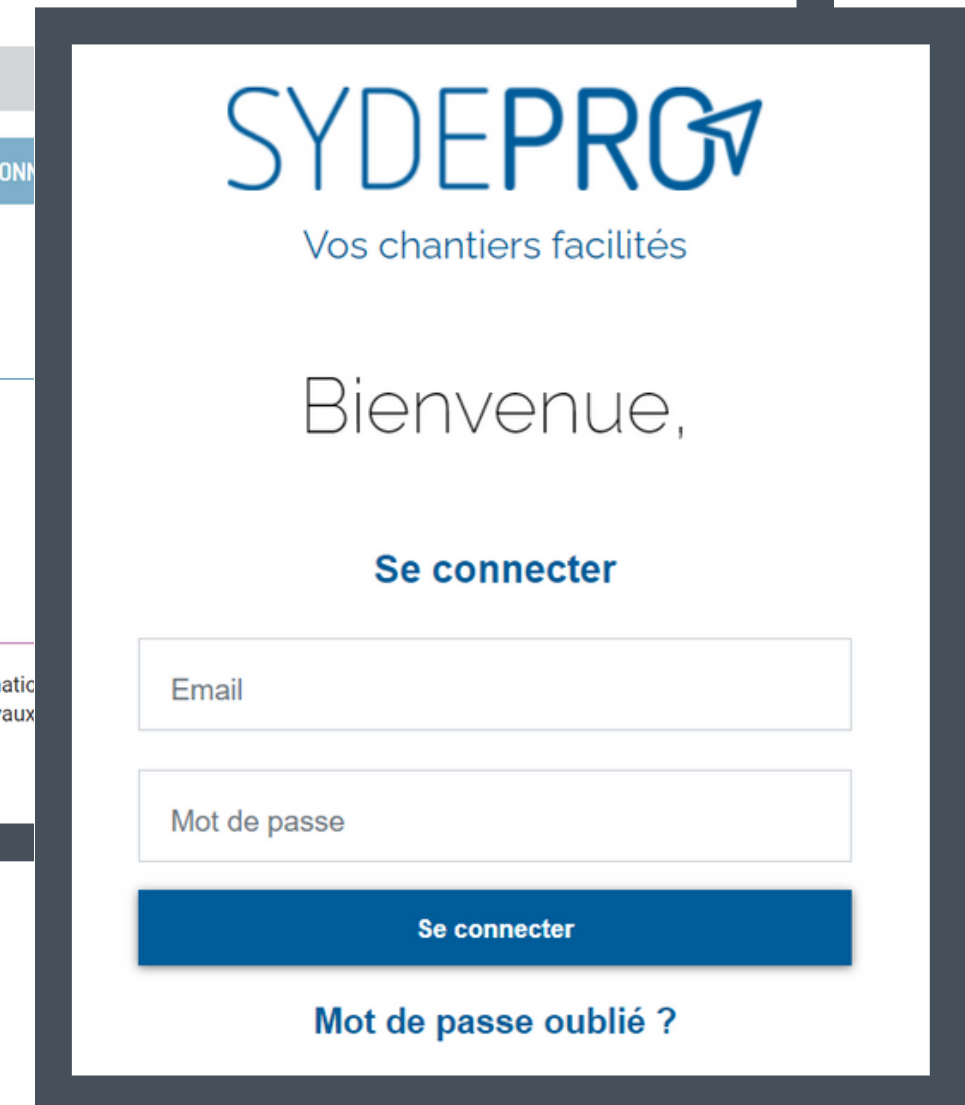 SYDEPRO
Vos chantiers facilités
Bienvenue,
Se connecter
Email
Mot de passe
Se connecter
Mot de passe oublié ?